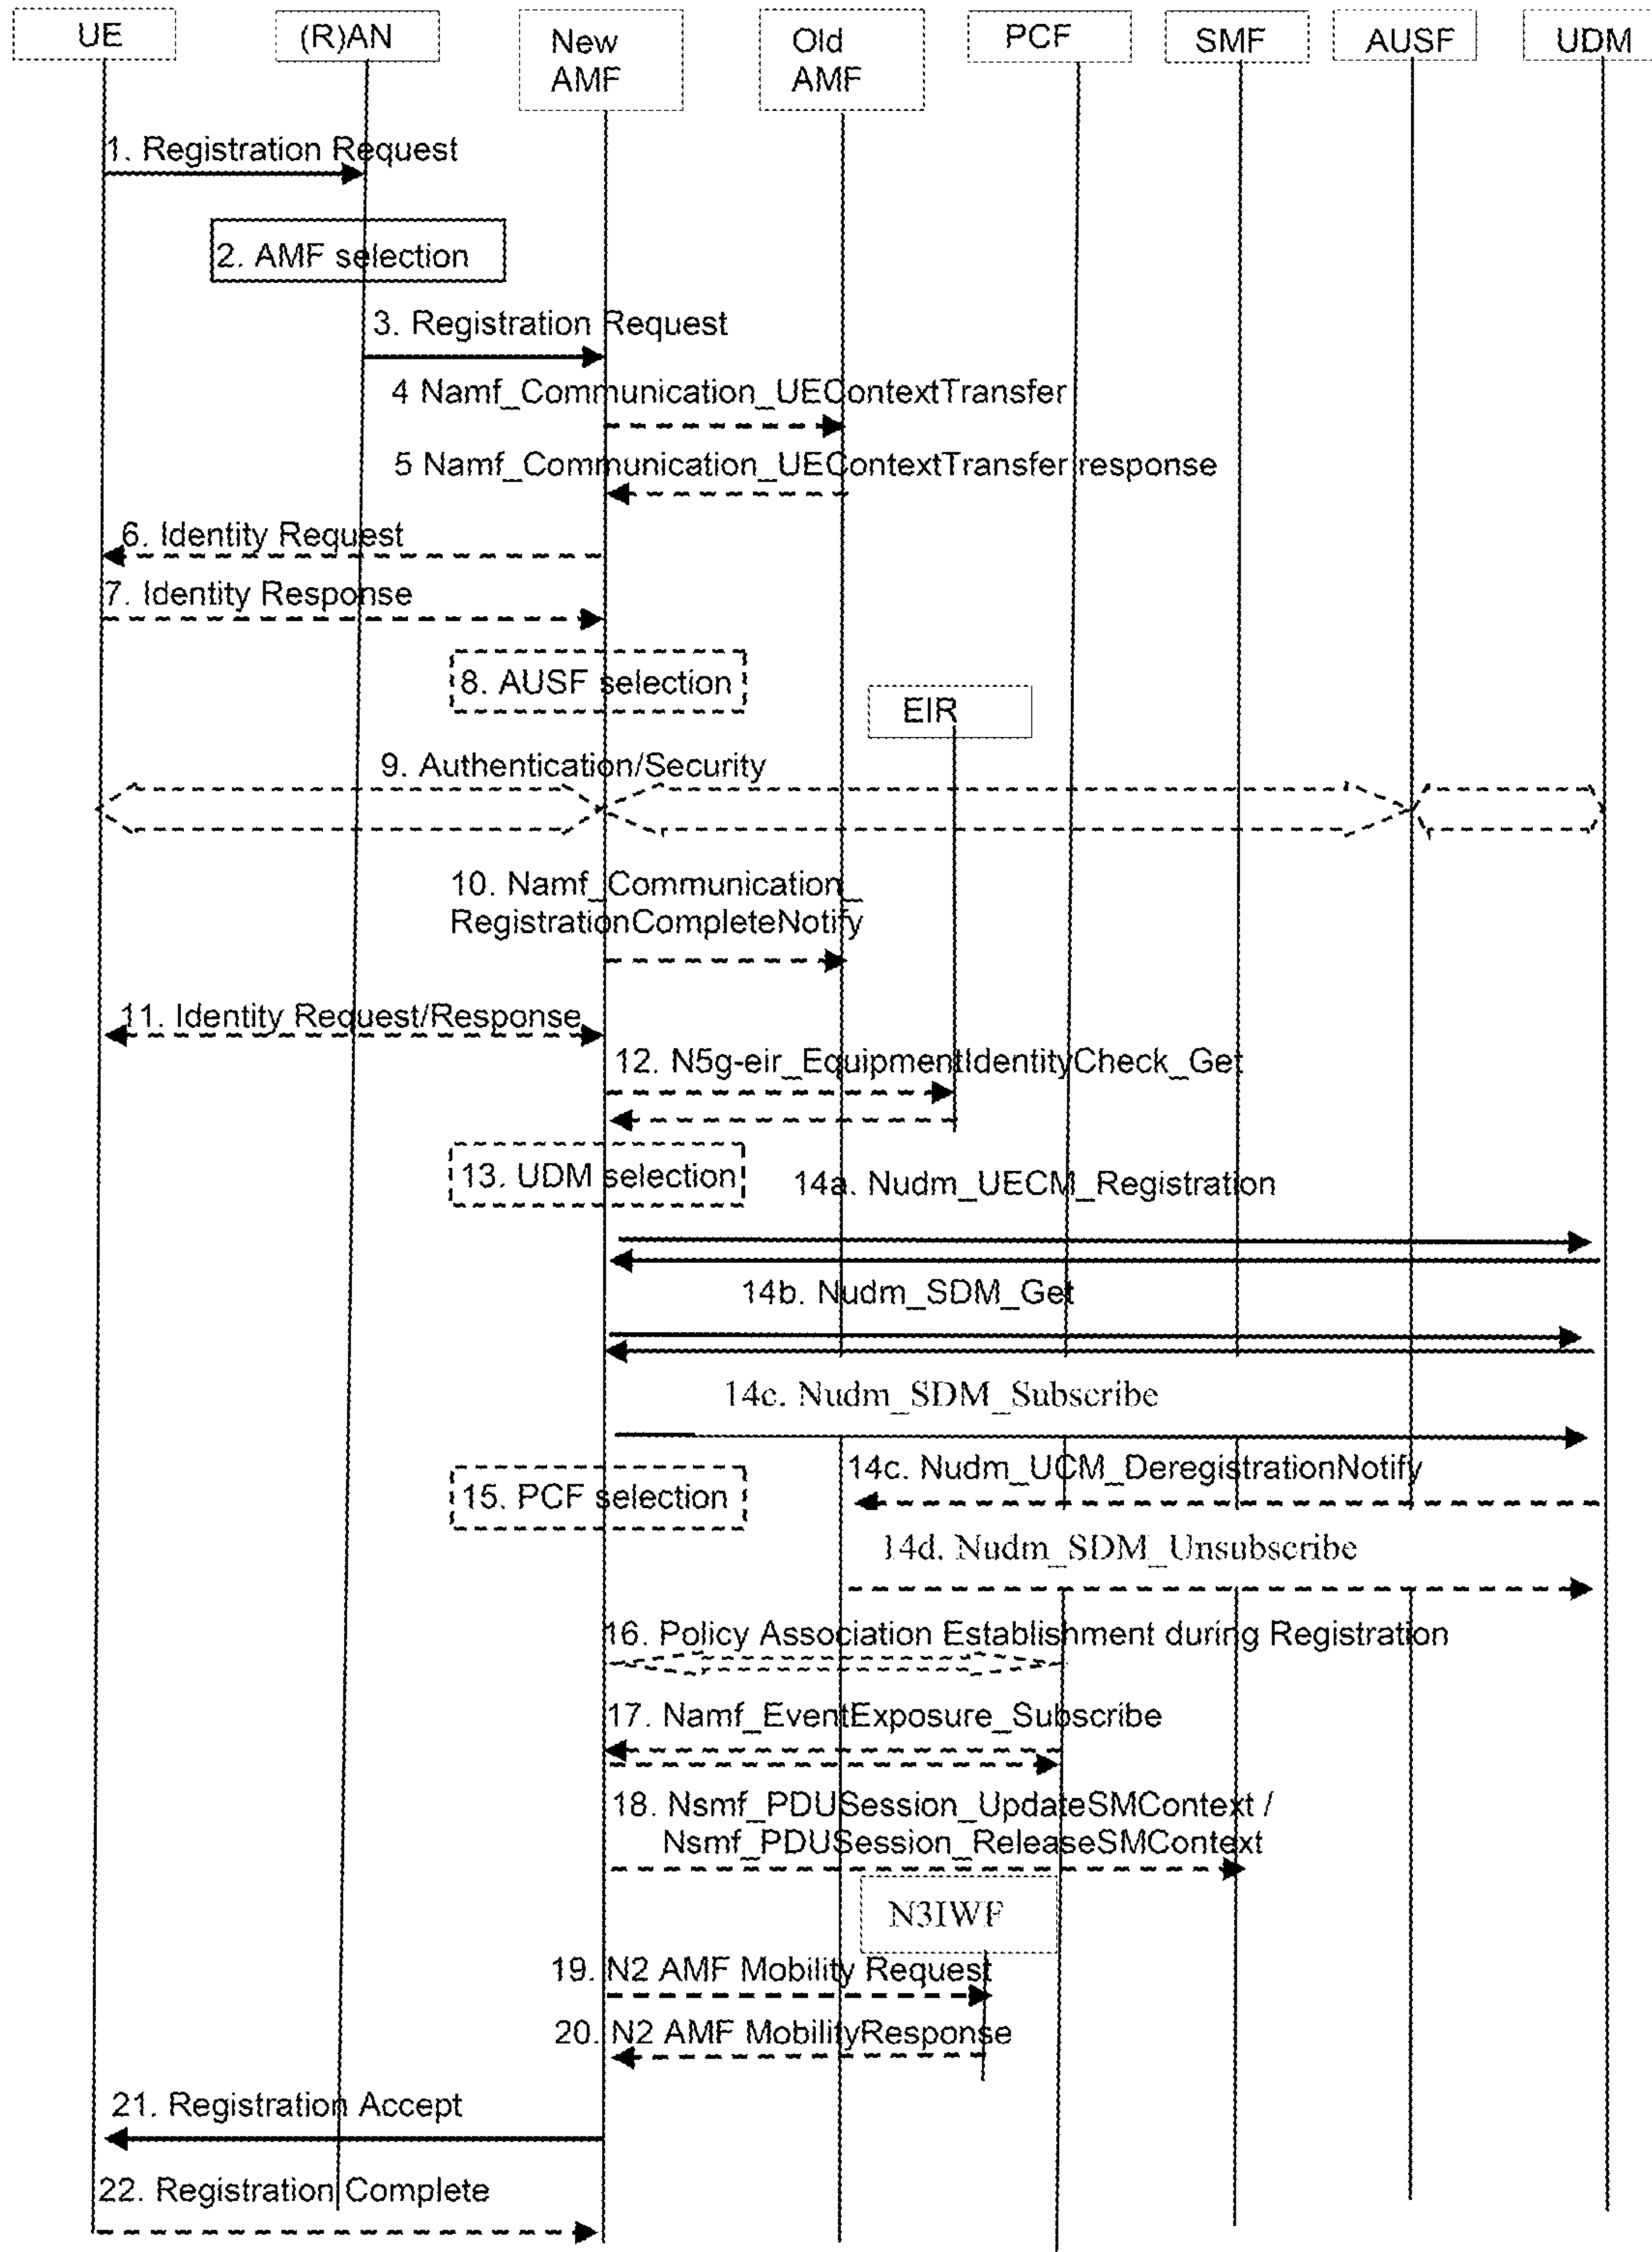 UE
(R)AN
New
AMF
Old
AMF
PCF
SMF
AUSF
UDM
1. Registration Request
2. AMF selection
3. Registration Request
4 Namf_Communication_UEContextTransfer
5 Namf_Communication_UEContextTransfer response
6. Identity Request
7. Identity Response
8. AUSF selection
EIR
9. Authentication/Security
10. Namf_Communication_
RegistrationCompleteNotify
11. Identity Request/Response
12. N5g-eir_EquipmentIdentityCheck_Get
13. UDM selection
14a. Nudm_UECM_Registration
14b. Nudm_SDM_Get
14c. Nudm_SDM_Subscribe
14c. Nudm_UCM_DeregistrationNotify
15. PCF selection
14d. Nudm_SDM_Unsubscribe
16. Policy Association Establishment during Registration
17. Namf_EventExposure_Subscribe
18. Nsmf_PDUSession_UpdateSMContext /
Nsmf_PDUSession_ReleaseSMContext
N3IWF
19. N2 AMF Mobility Request
20. N2 AMF MobilityResponse
21. Registration Accept
22. Registration Complete